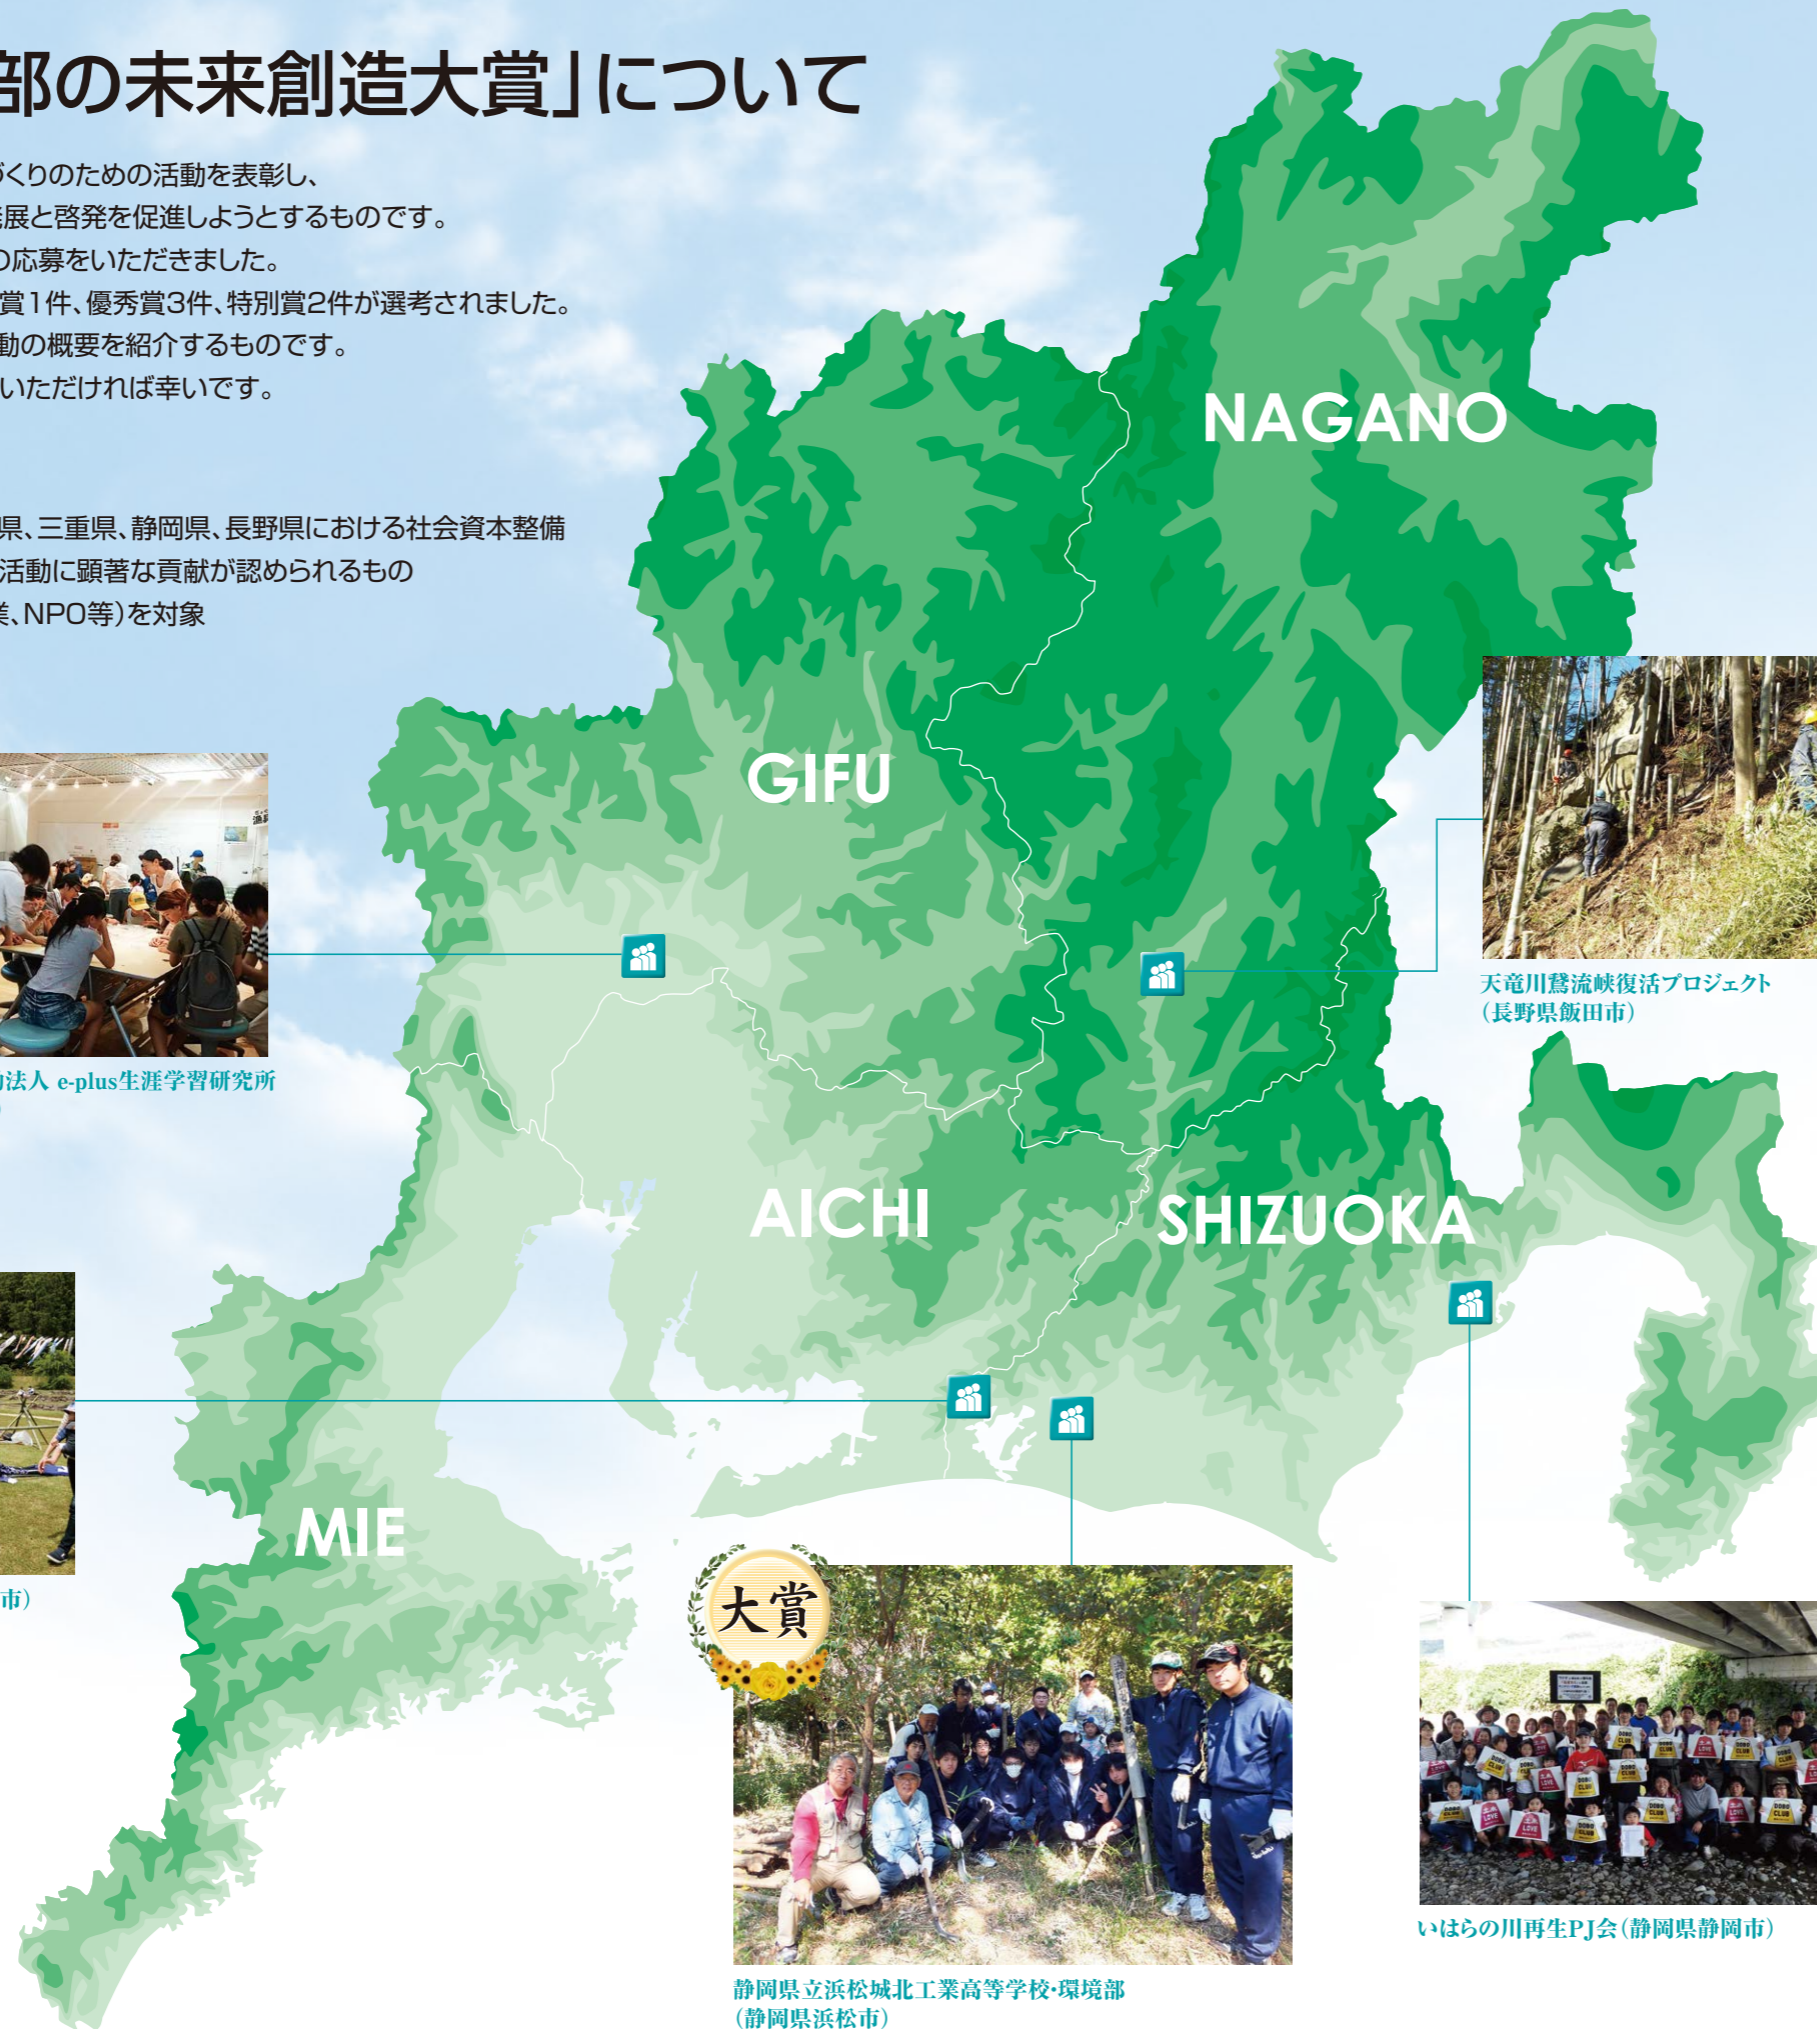 部の未来創造大賞」について
づくりのための活動を表彰し、
発展と啓発を促進しようとするものです。
の応募をいただきました。
賞1件、優秀賞3件、特別賞2件が選考されました。
動の概要を紹介するものです。
いただければ幸いです。
県、三重県、静岡県、長野県における社会資本整備
活動に顕著な貢献が認められるもの
業、NPO等)を対象
NAGANO
GIFU
天竜川鵞流峡復活プロジェクト
(長野県飯田市)
動法人 e-plus生涯学習研究所
)
AICHI
SHIZUOKA
MIE
市)
大賞
静岡県立浜松城北工業高等学校・環境部
(静岡県浜松市)
DOBO CLUB
土木 LOVE
いはらの川再生PJ会(静岡県静岡市)